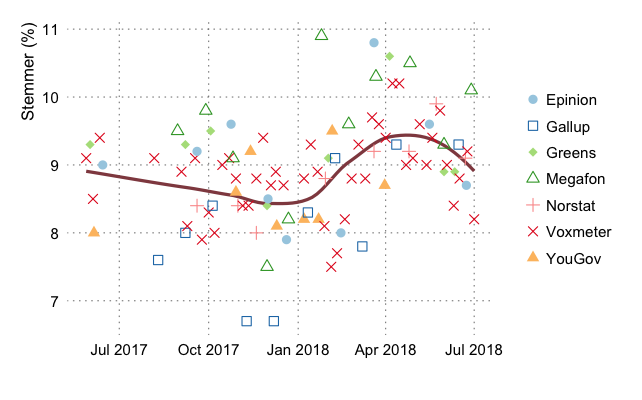 Stemmer (%)
11
10
9
8
7
Jul 2017
Oct 2017
Jan 2018
Apr 2018
Jul 2018
Epinion
Gallup
Greens
Megafon
Norstat
Voxmeter
YouGov